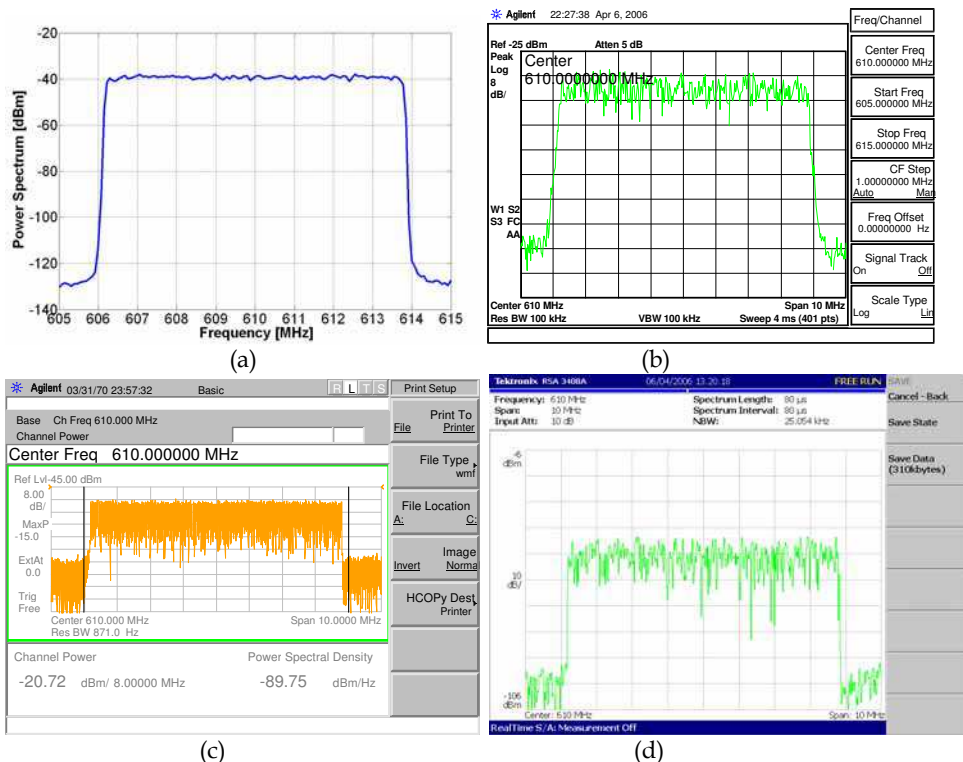 -20
-40
-60
-80
-100
-120
-140
Power Spectrum [dBm]
605 606 607 608 609 610 611 612 613 614 615
Frequency [MHz]
(a)
Agilent 22:27:38 Apr 6, 2006
Ref -25 dBm Atten 5 dB
Peak
Log
8
dB/
Center
610.0000000 MHz
W1 S2
S3 FC
AA
Center 610 MHz Span 10 MHz
Res BW 100 kHz VBW 100 kHz Sweep 4 ms (401 pts)
Freq/Channel
Center Freq
610.000000 MHz
Start Freq
605.000000 MHz
Stop Freq
615.000000 MHz
CF Step
1.00000000 MHz
Auto Man
Freq Offset
0.00000000 Hz
Signal Track
On Off
Scale Type
Log Lin
(b)
Agilent 03/31/70 23:57:32 Basic R L T S
Base Ch Freq 610.000 MHz
Channel Power
Center Freq 610.000000 MHz
Ref Lvl-45.00 dBm
8.00
dB/
MaxP
-15.0
ExtAt
0.0
Trig
Free
Center 610.000 MHz Span 10.0000 MHz
Res BW 871.0 Hz
Channel Power Power Spectral Density
-20.72 dBm/ 8.00000 MHz -89.75 dBm/Hz
Print Setup
Print To
File Printer
File Type
wmf
File Location
A: C:
Image
Invert Norma
HCOPy Dest
Printer
(c)
Tektronix RSA 3408A 06/04/2006 13.20.18 FREE RUN
Frequency: 610 MHz Spectrum Length: 80 µs
Span: 10 MHz Spectrum Interval: 80 µs
Input Att: 10 dB NBW: 25.054 kHz
-6
dBm
10
dB/
-106
dBm
Center: 610 MHz Span: 10 MHz
RealTime S/A: Measurement Off
SAVE
Cancel - Back
Save State
Save Data
(310kbytes)
(d)